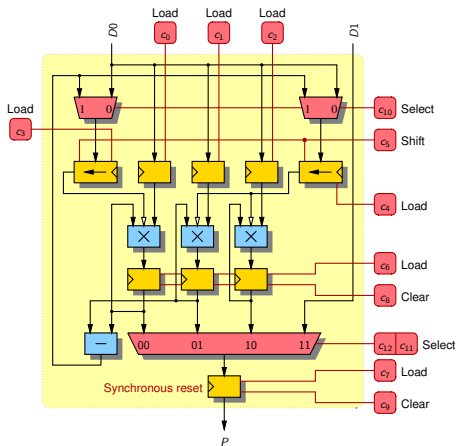 Load Load Load
D0 c0 c1 c2 D1
Load
1 0 1 0 c10 Select
c3
c5 Shift
c4 Load
× × ×
c6 Load
c8 Clear
− 00 01 10 11 c12 c11 Select
c7 Load
Synchronous reset
c9 Clear
P